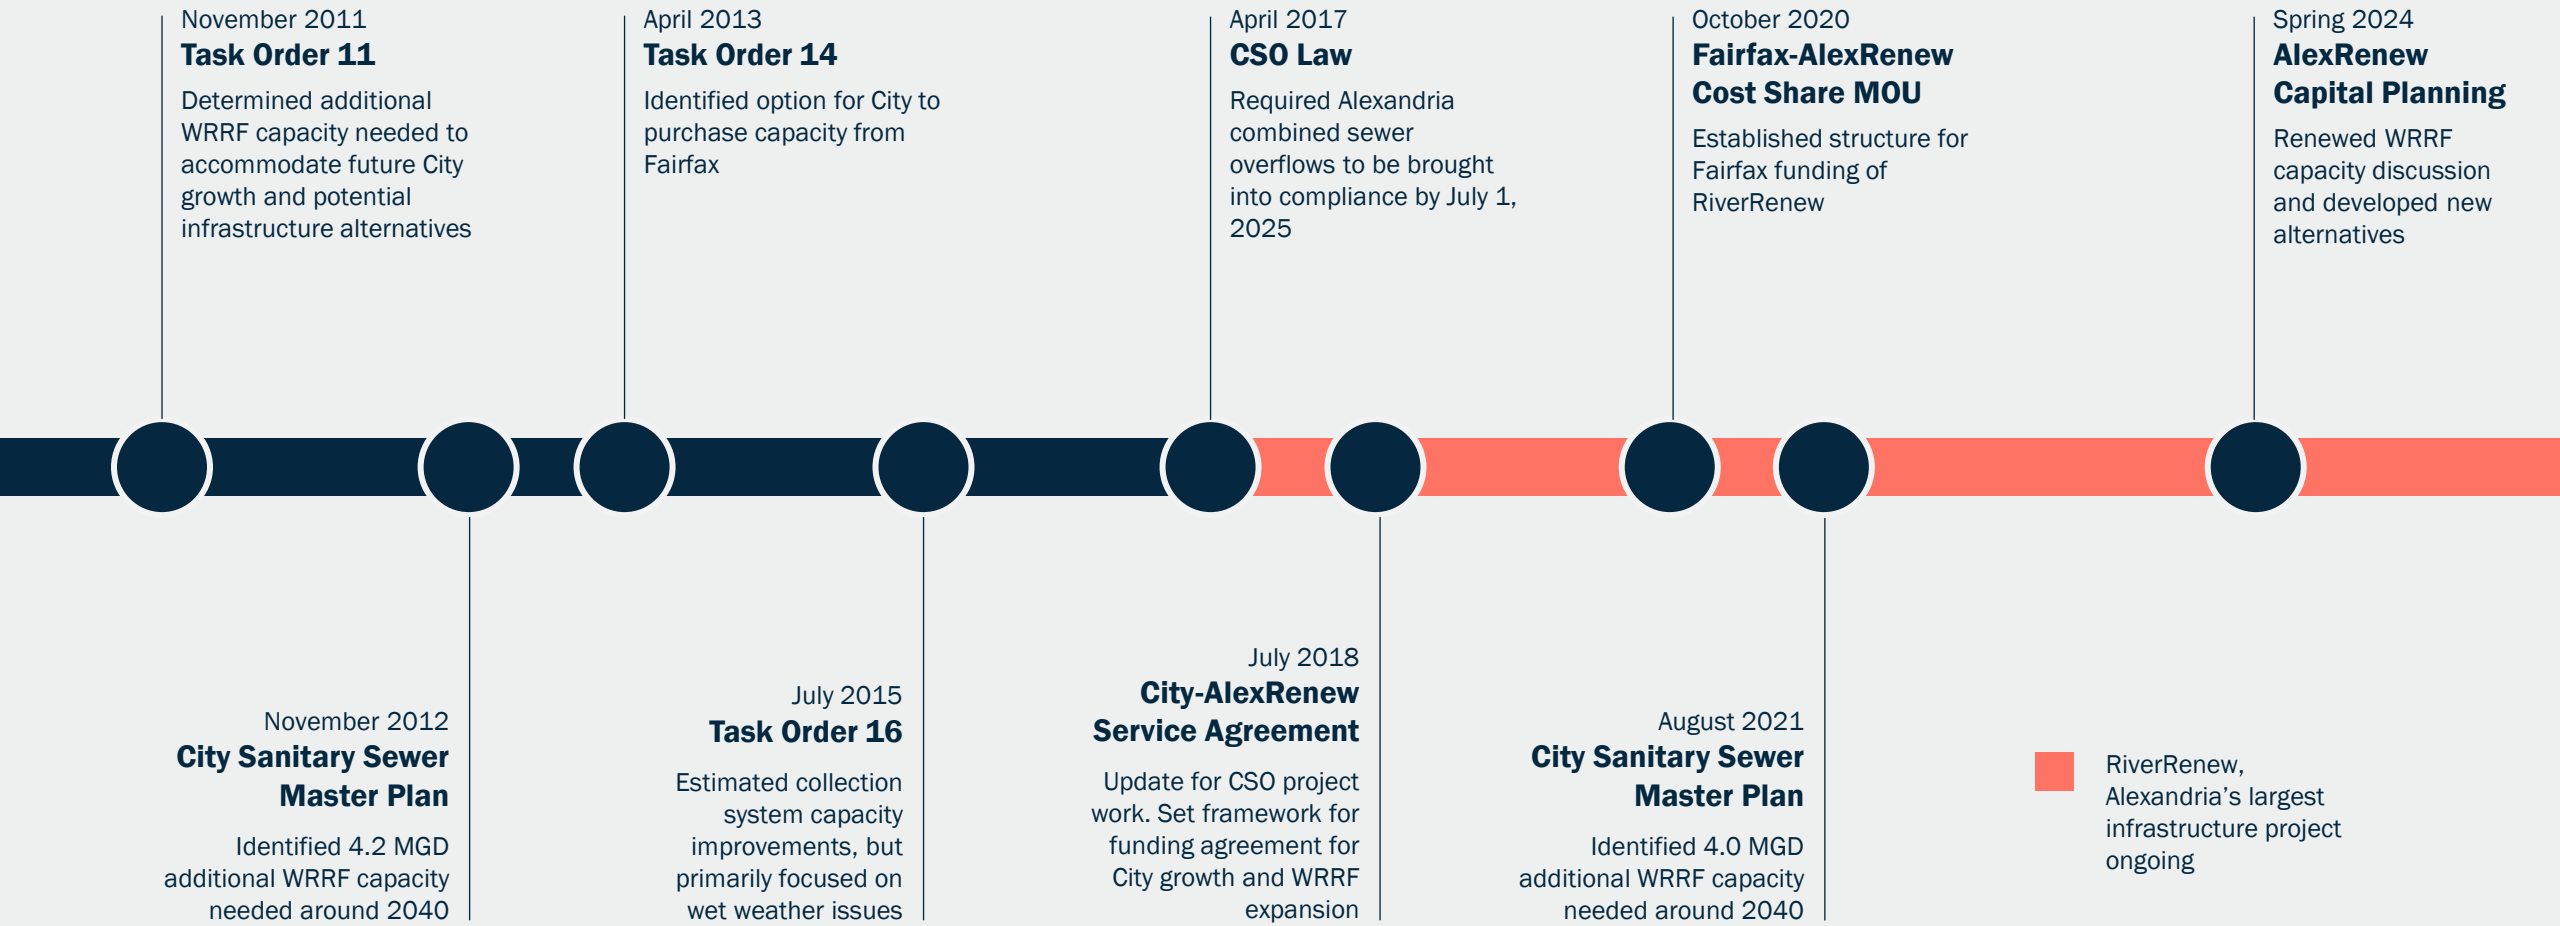 November 2011
Task Order 11
Determined additional
WRRF capacity needed to
accommodate future City
growth and potential
infrastructure alternatives
April 2013
Task Order 14
Identified option for City to
purchase capacity from
Fairfax
April 2017
CSO Law
Required Alexandria
combined sewer
overflows to be brought
into compliance by July 1,
2025
October 2020
Fairfax-AlexRenew
Cost Share MOU
Established structure for
Fairfax funding of
RiverRenew
Spring 2024
AlexRenew
Capital Planning
Renewed WRRF
capacity discussion
and developed new
alternatives
November 2012
City Sanitary Sewer
Master Plan
Identified 4.2 MGD
additional WRRF capacity
needed around 2040
July 2015
Task Order 16
Estimated collection
system capacity
improvements, but
primarily focused on
wet weather issues
July 2018
City-AlexRenew
Service Agreement
Update for CSO project
work. Set framework for
funding agreement for
City growth and WRRF
expansion
August 2021
City Sanitary Sewer
Master Plan
Identified 4.0 MGD
additional WRRF capacity
needed around 2040
RiverRenew,
Alexandria’s largest
infrastructure project
ongoing